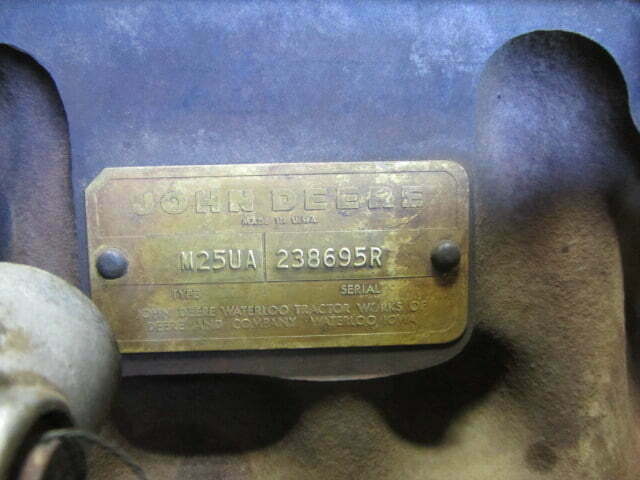 JOHN DEERE
MADE IN U.S.A.
M25UA 238695R
TYPE SERIAL
JOHN DEERE WATERLOO TRACTOR WORKS OF
DEERE AND COMPANY WATERLOO, IOWA